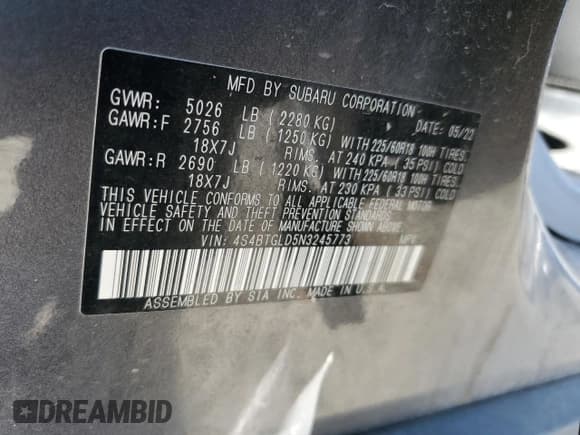 MFD BY SUBARU CORPORATION
DATE: 05/22
GVWR: 5026 LB (2280 KG)
GAWR:F 2756 LB (1250 KG) WITH 225/60R18 100H TIRES,
18X7J RIMS, AT 240 KPA (35 PSI) COLD
GAWR:R 2690 LB (1220 KG) WITH 225/60R18 100H TIRES,
18X7J RIMS, AT 230 KPA (33 PSI) COLD
THIS VEHICLE CONFORMS TO ALL APPLICABLE FEDERAL MOTOR
VEHICLE SAFETY AND THEFT PREVENTION STANDARDS
IN EFFECT ON THE DATE OF MANUFACTURE SHOWN ABOVE.
VIN: 4S4BTGLD5N3245773 MPV
ASSEMBLED BY SIA INC. MADE IN U.S.A.
DREAMBID